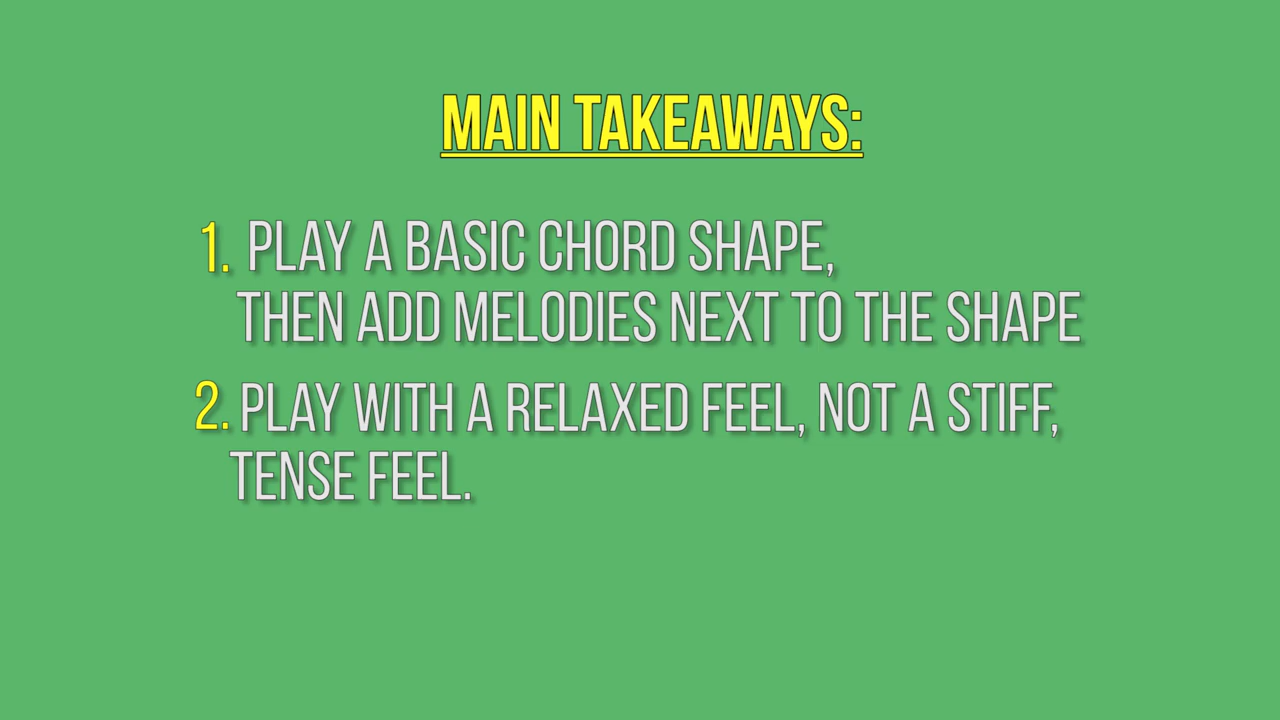 MAIN TAKEAWAYS:
1. PLAY A BASIC CHORD SHAPE,
THEN ADD MELODIES NEXT TO THE SHAPE
2. PLAY WITH A RELAXED FEEL, NOT A STIFF,
TENSE FEEL.